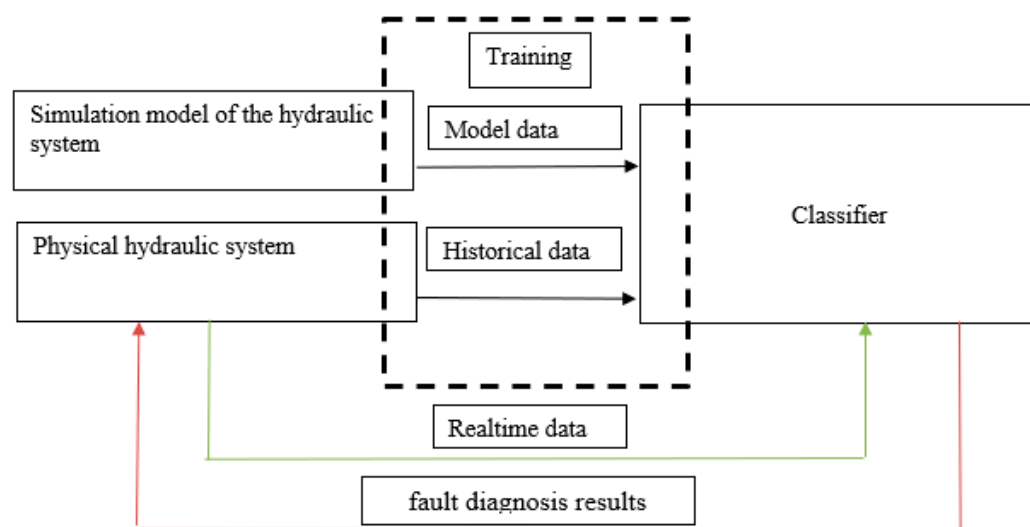 Training
Simulation model of the hydraulic
system
Model data
Classifier
Physical hydraulic system
Historical data
Realtime data
fault diagnosis results